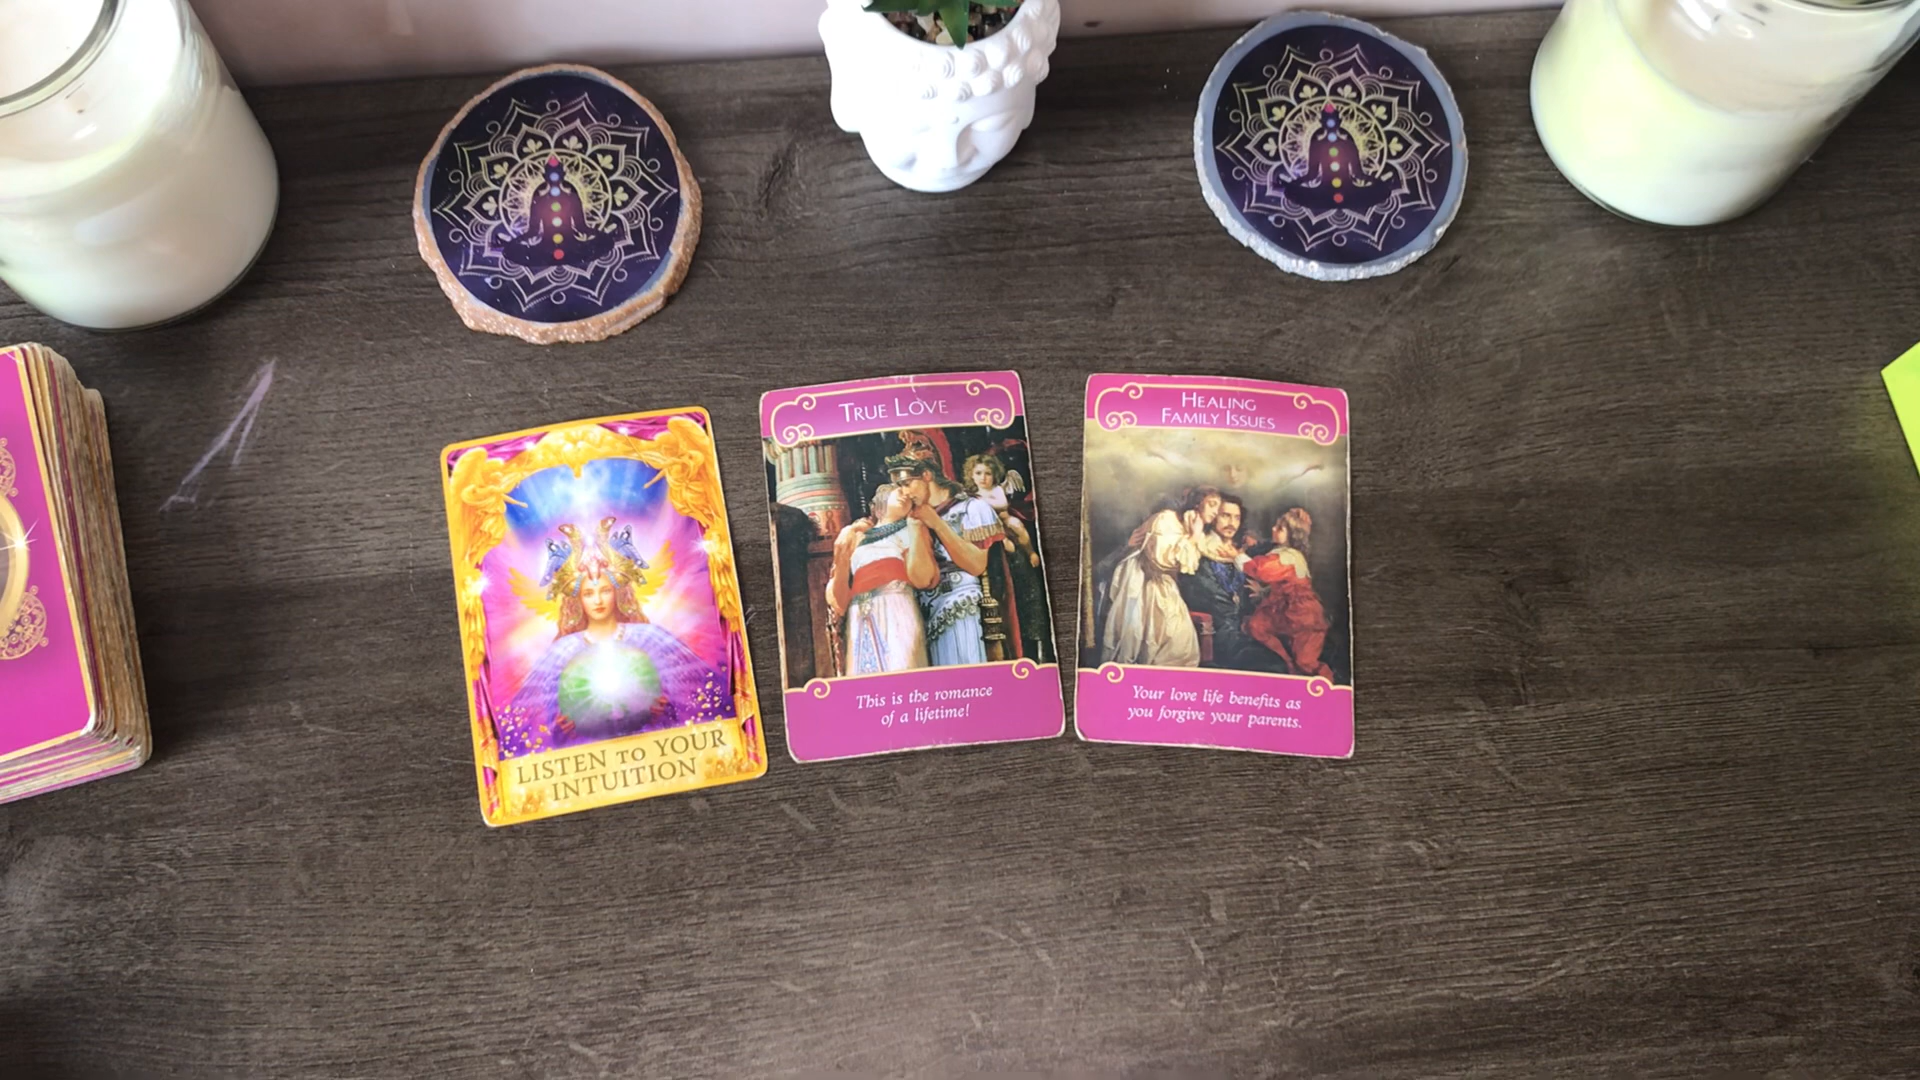 LISTEN TO YOUR
INTUITION
TRUE LOVE
This is the romance
of a lifetime!
HEALING
FAMILY ISSUES
Your love life benefits as
you forgive your parents.